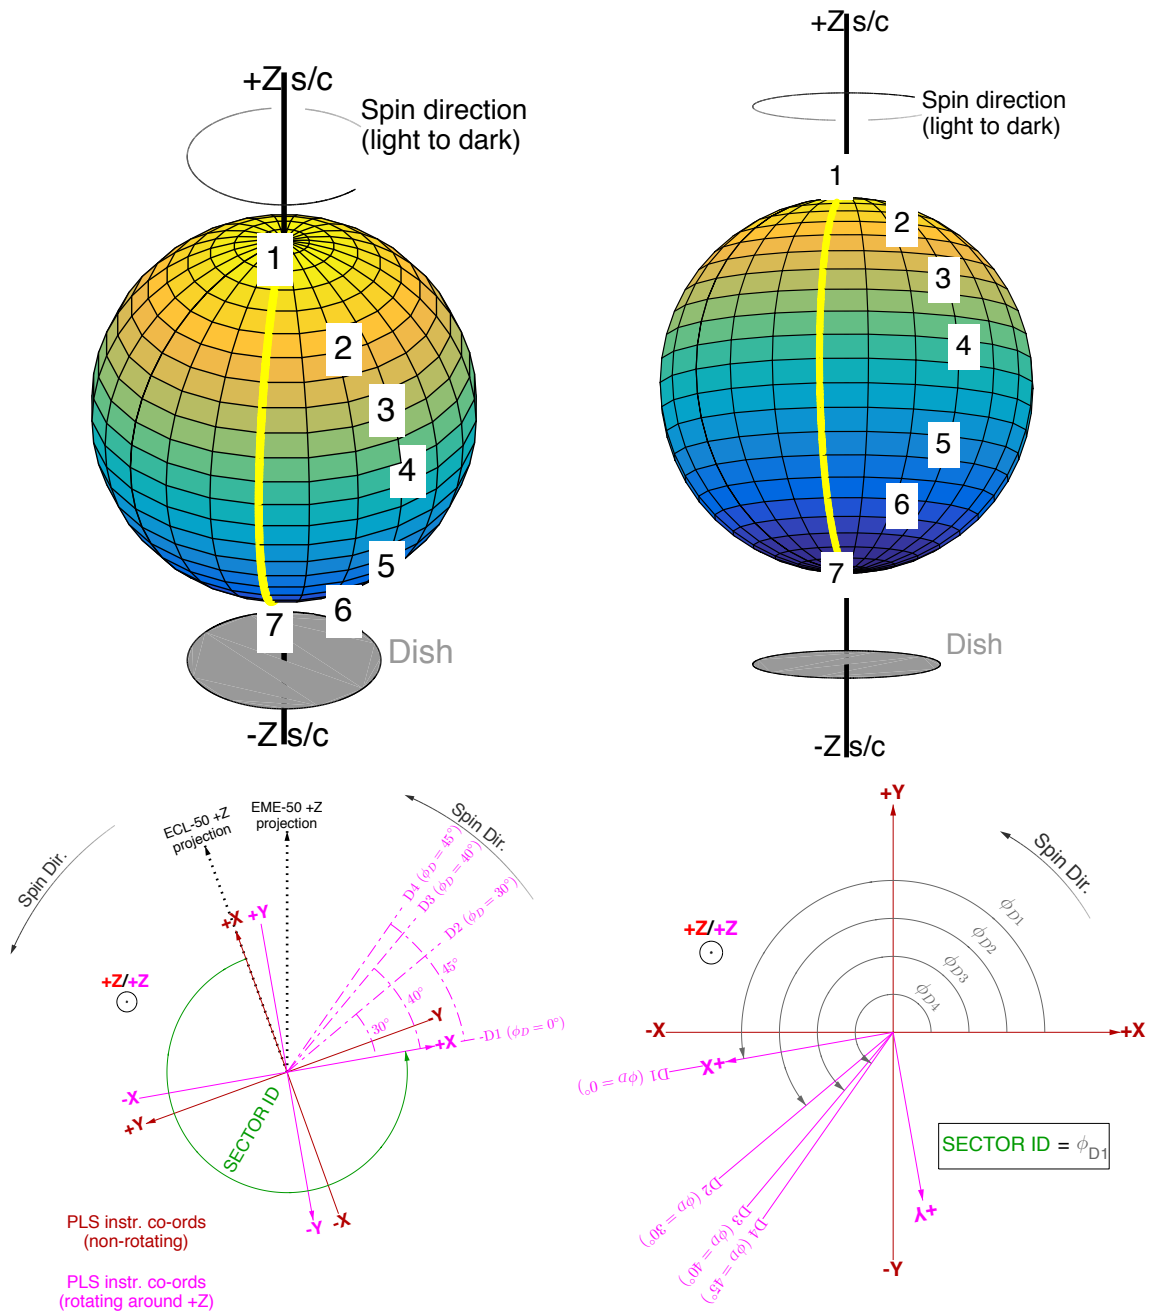 +Z s/c
Spin direction
(light to dark)
1
2
3
4
5
6
7
Dish
-Z s/c
+Z s/c
Spin direction
(light to dark)
1
2
3
4
5
6
7
Dish
-Z s/c
ECL-50 +Z
projection
EME-50 +Z
projection
Spin Dir.
Spin Dir.
D4 (ϕD = 45°)
D3 (ϕD = 40°)
D2 (ϕD = 30°)
-D1 (ϕD = 0°)
45°
40°
30°
+X
+Y
+Z/+Z
-Y
+X
-X
+Y
SECTOR ID
-Y
-X
PLS instr. co-ords
(non-rotating)
PLS instr. co-ords
(rotating around +Z)
+Y
Spin Dir.
ϕD1
ϕD2
ϕD3
ϕD4
+Z/+Z
-X
+X
+X
D1 (ϕD = 0°)
D2 (ϕD = 30°)
D3 (ϕD = 40°)
D4 (ϕD = 45°)
SECTOR ID = ϕD1
+Y
-Y